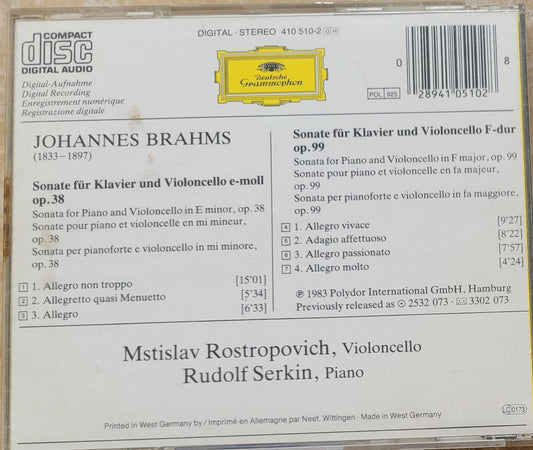 COMPACT
disc
DIGITAL AUDIO
DIGITAL · STEREO 410 510-2 GH
Deutsche
Grammophon
0 28941 05102 8
POL 925
Digital-Aufnahme
Digital Recording
Enregistrement numérique
Registrazione digitale
JOHANNES BRAHMS
(1833–1897)
Sonate für Klavier und Violoncello e-moll
op. 38
Sonata for Piano and Violoncello in E minor, op. 38
Sonate pour piano et violoncelle en mi mineur,
op. 38
Sonata per pianoforte e violoncello in mi minore,
op. 38
1 1. Allegro non troppo [15'01]
2 2. Allegretto quasi Menuetto [5'34]
3 3. Allegro [6'33]
Sonate für Klavier und Violoncello F-dur
op. 99
Sonata for Piano and Violoncello in F major, op. 99
Sonate pour piano et violoncelle en fa majeur,
op. 99
Sonata per pianoforte e violoncello in fa maggiore,
op. 99
4 1. Allegro vivace [9'27]
5 2. Adagio affettuoso [8'22]
6 3. Allegro passionato [7'57]
7 4. Allegro molto [4'24]
℗ 1983 Polydor International GmbH, Hamburg
Previously released as 2532 073 · 3302 073
Mstislav Rostropovich, Violoncello
Rudolf Serkin, Piano
Printed in West Germany by / Imprimé en Allemagne par Neef, Wittingen · Made in West Germany
LC 0173